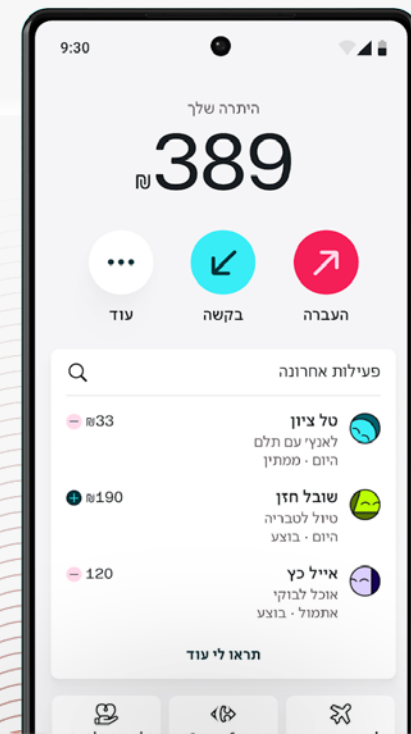 9:30
היתרה שלך
₪389
העברה
בקשה
עוד
פעילות אחרונה
טל ציון
₪33 −
לאנץ׳ עם תלם
היום · ממתין
שובל חזן
₪190 +
טיול לטבריה
היום · בוצע
אייל כץ
120 −
אוכל לבוקי
אתמול · בוצע
תראו לי עוד